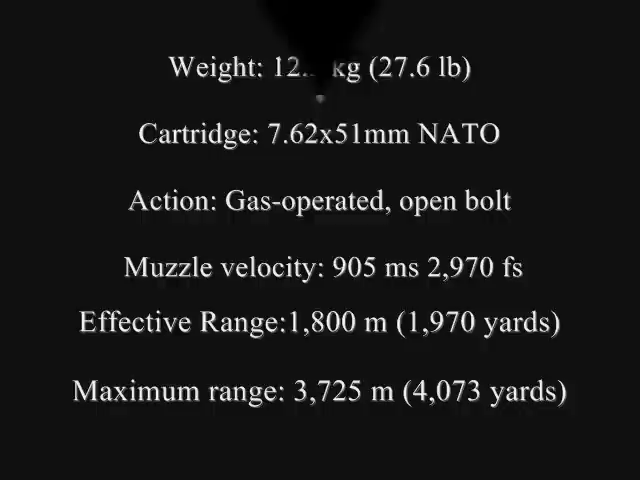 Weight: kg (27.6 lb)
Cartridge: 7.62x51mm NATO
Action: Gas-operated, open bolt
Muzzle velocity: 905 ms 2,970 fs
Effective Range:1,800 m (1,970 yards)
Maximum range: 3,725 m (4,073 yards)